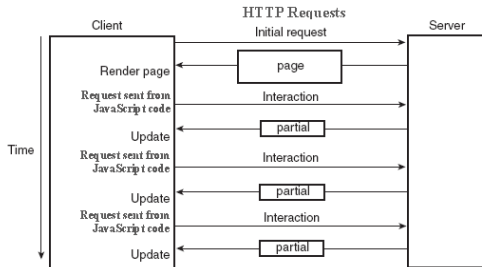 HTTP Requests
Client
Server
Initial request
Render page
page
Request sent from
JavaScript code
Interaction
Update
partial
Time
Request sent from
JavaScript code
Interaction
Update
partial
Request sent from
JavaScript code
Interaction
Update
partial